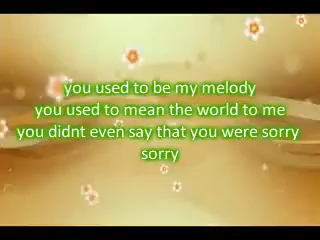 you used to be my melody
you used to mean the world to me
you didnt even say that you were sorry
sorry